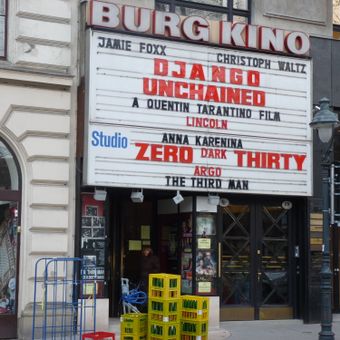 BURG KINO
JAMIE FOXX CHRISTOPH WALTZ
DJANGO
UNCHAINED
A QUENTIN TARANTINO FILM
LINCOLN
Studio
ANNA KARENINA
ZERO DARK THIRTY
ARGO
THE THIRD MAN